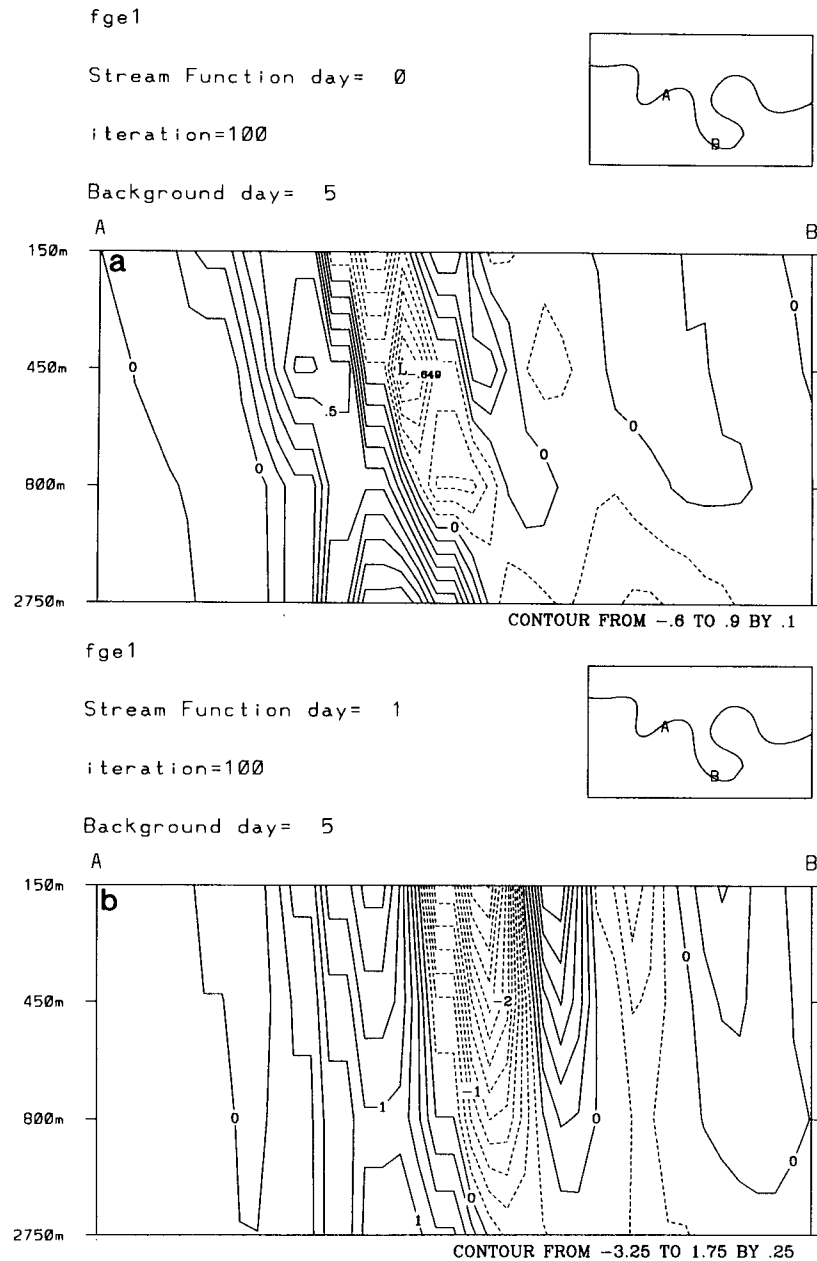 fge1
Stream Function day= 0
iteration=100
Background day= 5
A
B
A
B
150m
a
450m
800m
2750m
0
L-.649
.5
0
0
0
0
0
CONTOUR FROM -.6 TO .9 BY .1
fge1
Stream Function day= 1
iteration=100
Background day= 5
A
B
A
B
150m
b
450m
800m
2750m
-2
0
-1
1
0
0
0
0
1
CONTOUR FROM -3.25 TO 1.75 BY .25